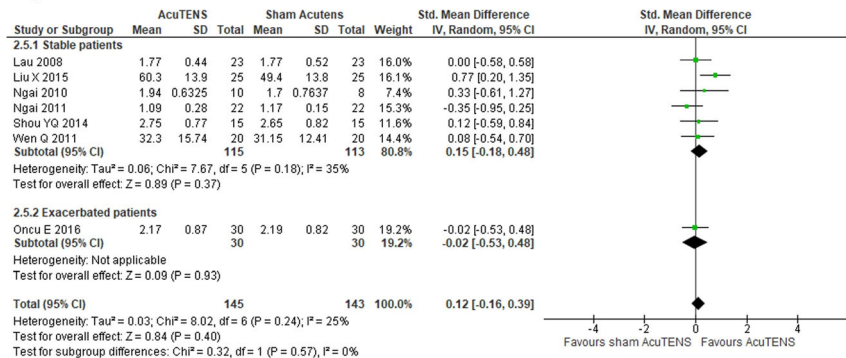 AcuTENS Sham Acutens Std. Mean Difference Std. Mean Difference
Study or Subgroup Mean SD Total Mean SD Total Weight IV, Random, 95% CI IV, Random, 95% CI
2.5.1 Stable patients
Lau 2008 1.77 0.44 23 1.77 0.52 23 16.0% 0.00 [-0.58, 0.58]
Liu X 2015 60.3 13.9 25 49.4 13.8 25 16.1% 0.77 [0.20, 1.35]
Ngai 2010 1.94 0.6325 10 1.7 0.7637 8 7.4% 0.33 [-0.61, 1.27]
Ngai 2011 1.09 0.28 22 1.17 0.15 22 15.4% -0.35 [-0.95, 0.25]
Shou YQ 2014 2.75 0.77 15 2.65 0.82 15 11.6% 0.12 [-0.59, 0.84]
Wen Q 2011 32.3 15.74 20 31.15 12.41 20 14.4% 0.08 [-0.54, 0.70]
Subtotal (95% CI) 115 113 80.8% 0.15 [-0.18, 0.48]
Heterogeneity: Tau² = 0.06; Chi² = 7.67, df = 5 (P = 0.18); I² = 35%
Test for overall effect: Z = 0.89 (P = 0.37)
2.5.2 Exacerbated patients
Oncu E 2016 2.17 0.87 30 2.19 0.82 30 19.2% -0.02 [-0.53, 0.48]
Subtotal (95% CI) 30 30 19.2% -0.02 [-0.53, 0.48]
Heterogeneity: Not applicable
Test for overall effect: Z = 0.09 (P = 0.93)
Total (95% CI) 145 143 100.0% 0.12 [-0.16, 0.39]
Heterogeneity: Tau² = 0.03; Chi² = 8.02, df = 6 (P = 0.24); I² = 25%
Test for overall effect: Z = 0.84 (P = 0.40)
Test for subgroup differences: Chi² = 0.32, df = 1 (P = 0.57), I² = 0%
-4 -2 0 2 4
Favours sham AcuTENS Favours AcuTENS